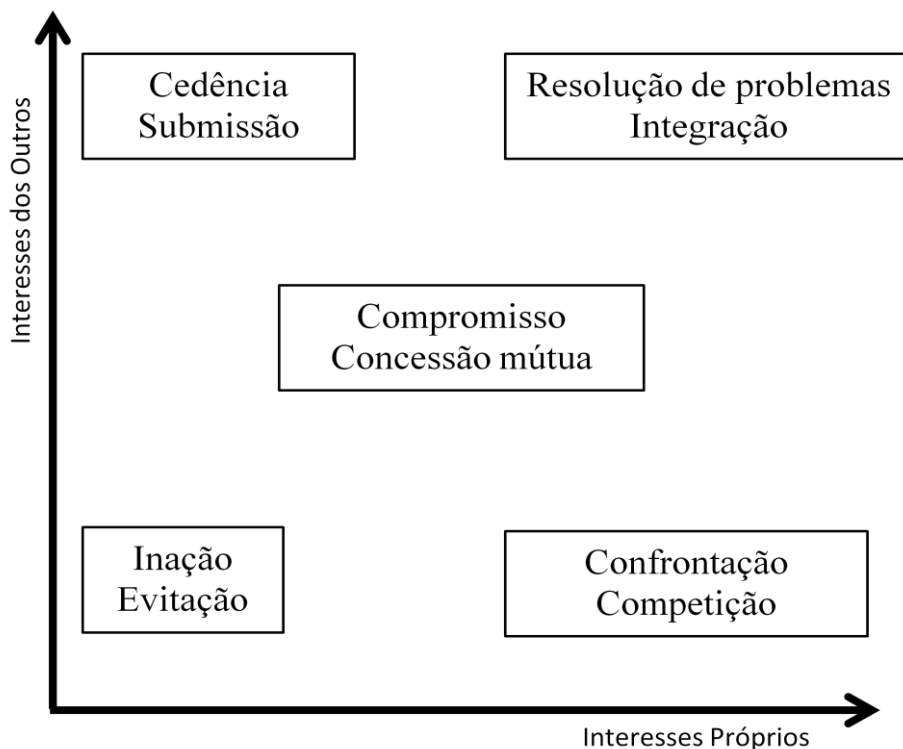 Interesses dos Outros
Cedência
Submissão
Resolução de problemas
Integração
Compromisso
Concessão mútua
Inação
Evitação
Confrontação
Competição
Interesses Próprios